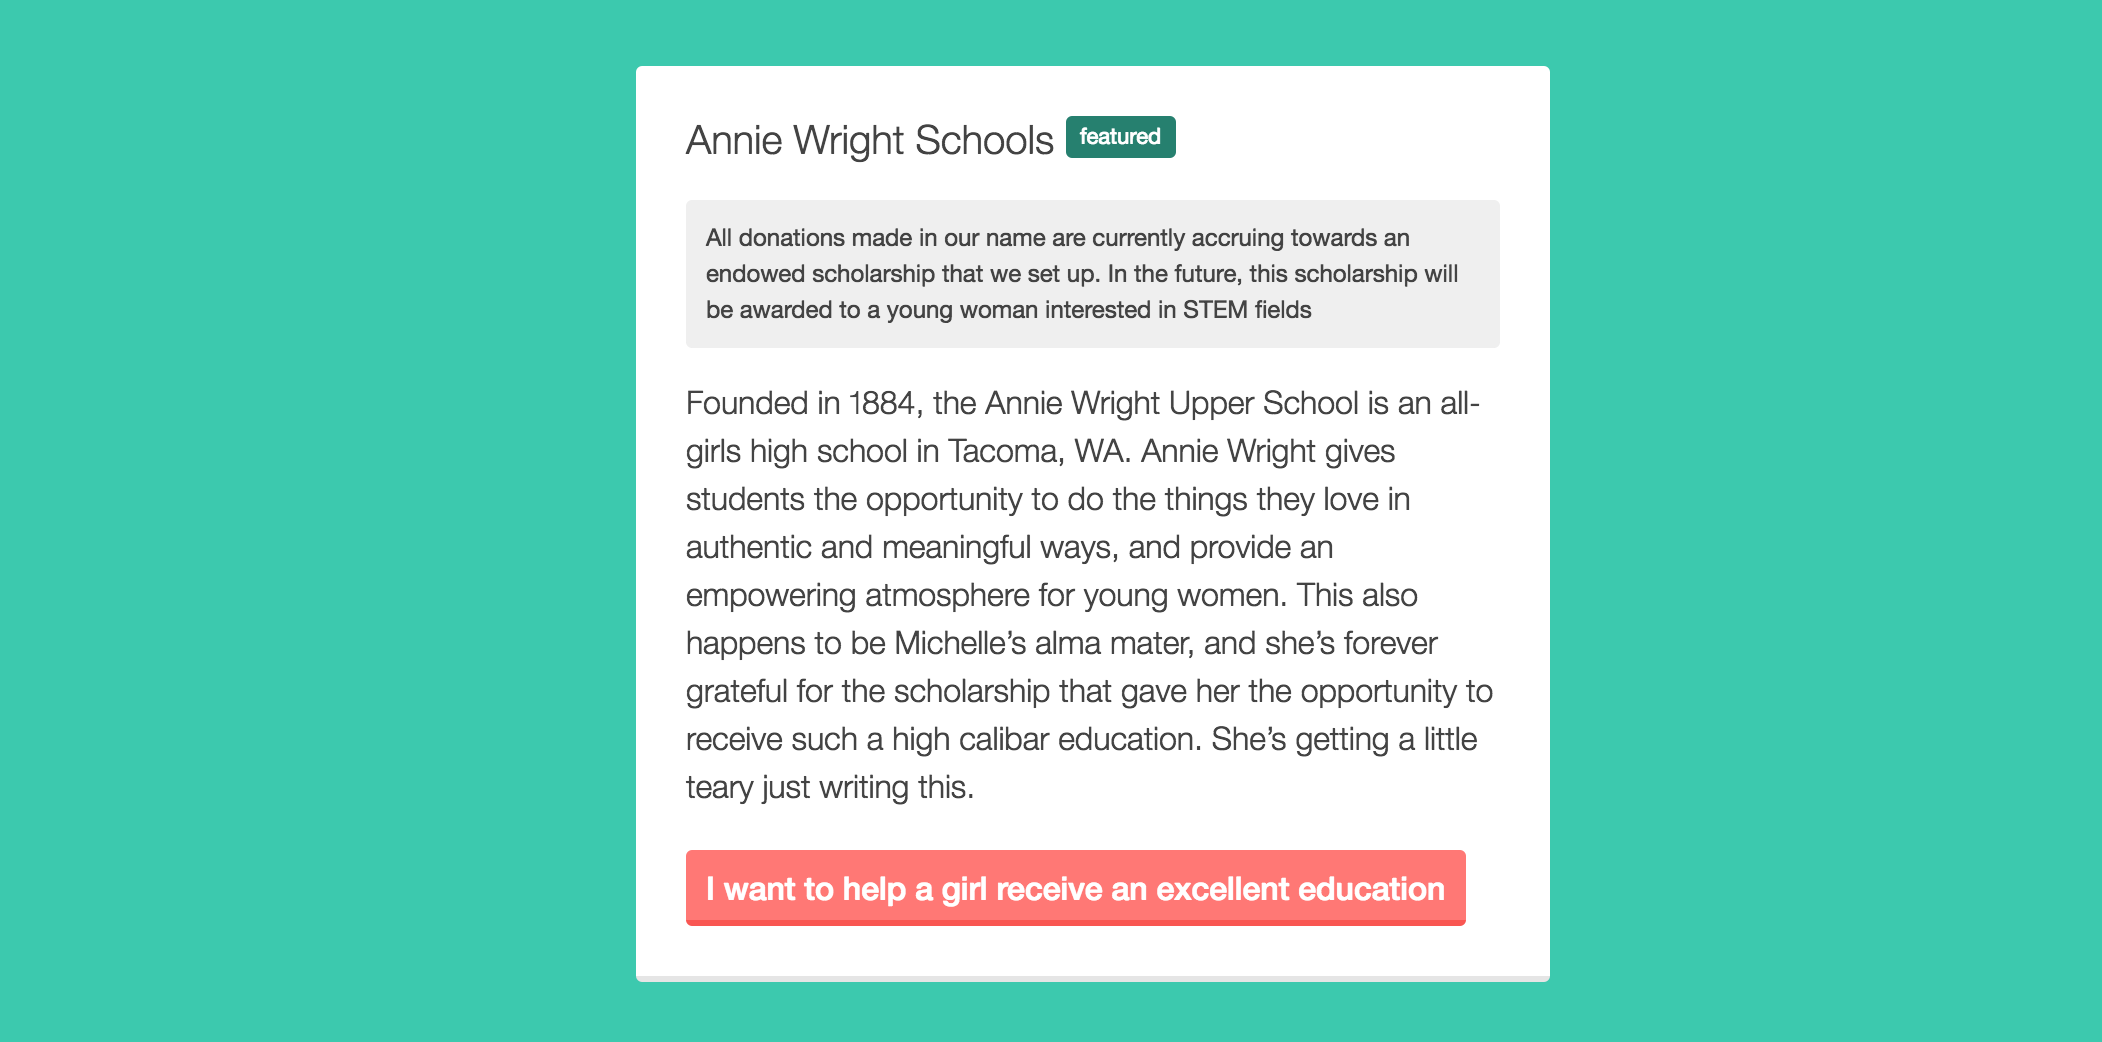 Annie Wright Schools featured
All donations made in our name are currently accruing towards an
endowed scholarship that we set up. In the future, this scholarship will
be awarded to a young woman interested in STEM fields
Founded in 1884, the Annie Wright Upper School is an all-
girls high school in Tacoma, WA. Annie Wright gives
students the opportunity to do the things they love in
authentic and meaningful ways, and provide an
empowering atmosphere for young women. This also
happens to be Michelle’s alma mater, and she’s forever
grateful for the scholarship that gave her the opportunity to
receive such a high calibar education. She’s getting a little
teary just writing this.
I want to help a girl receive an excellent education